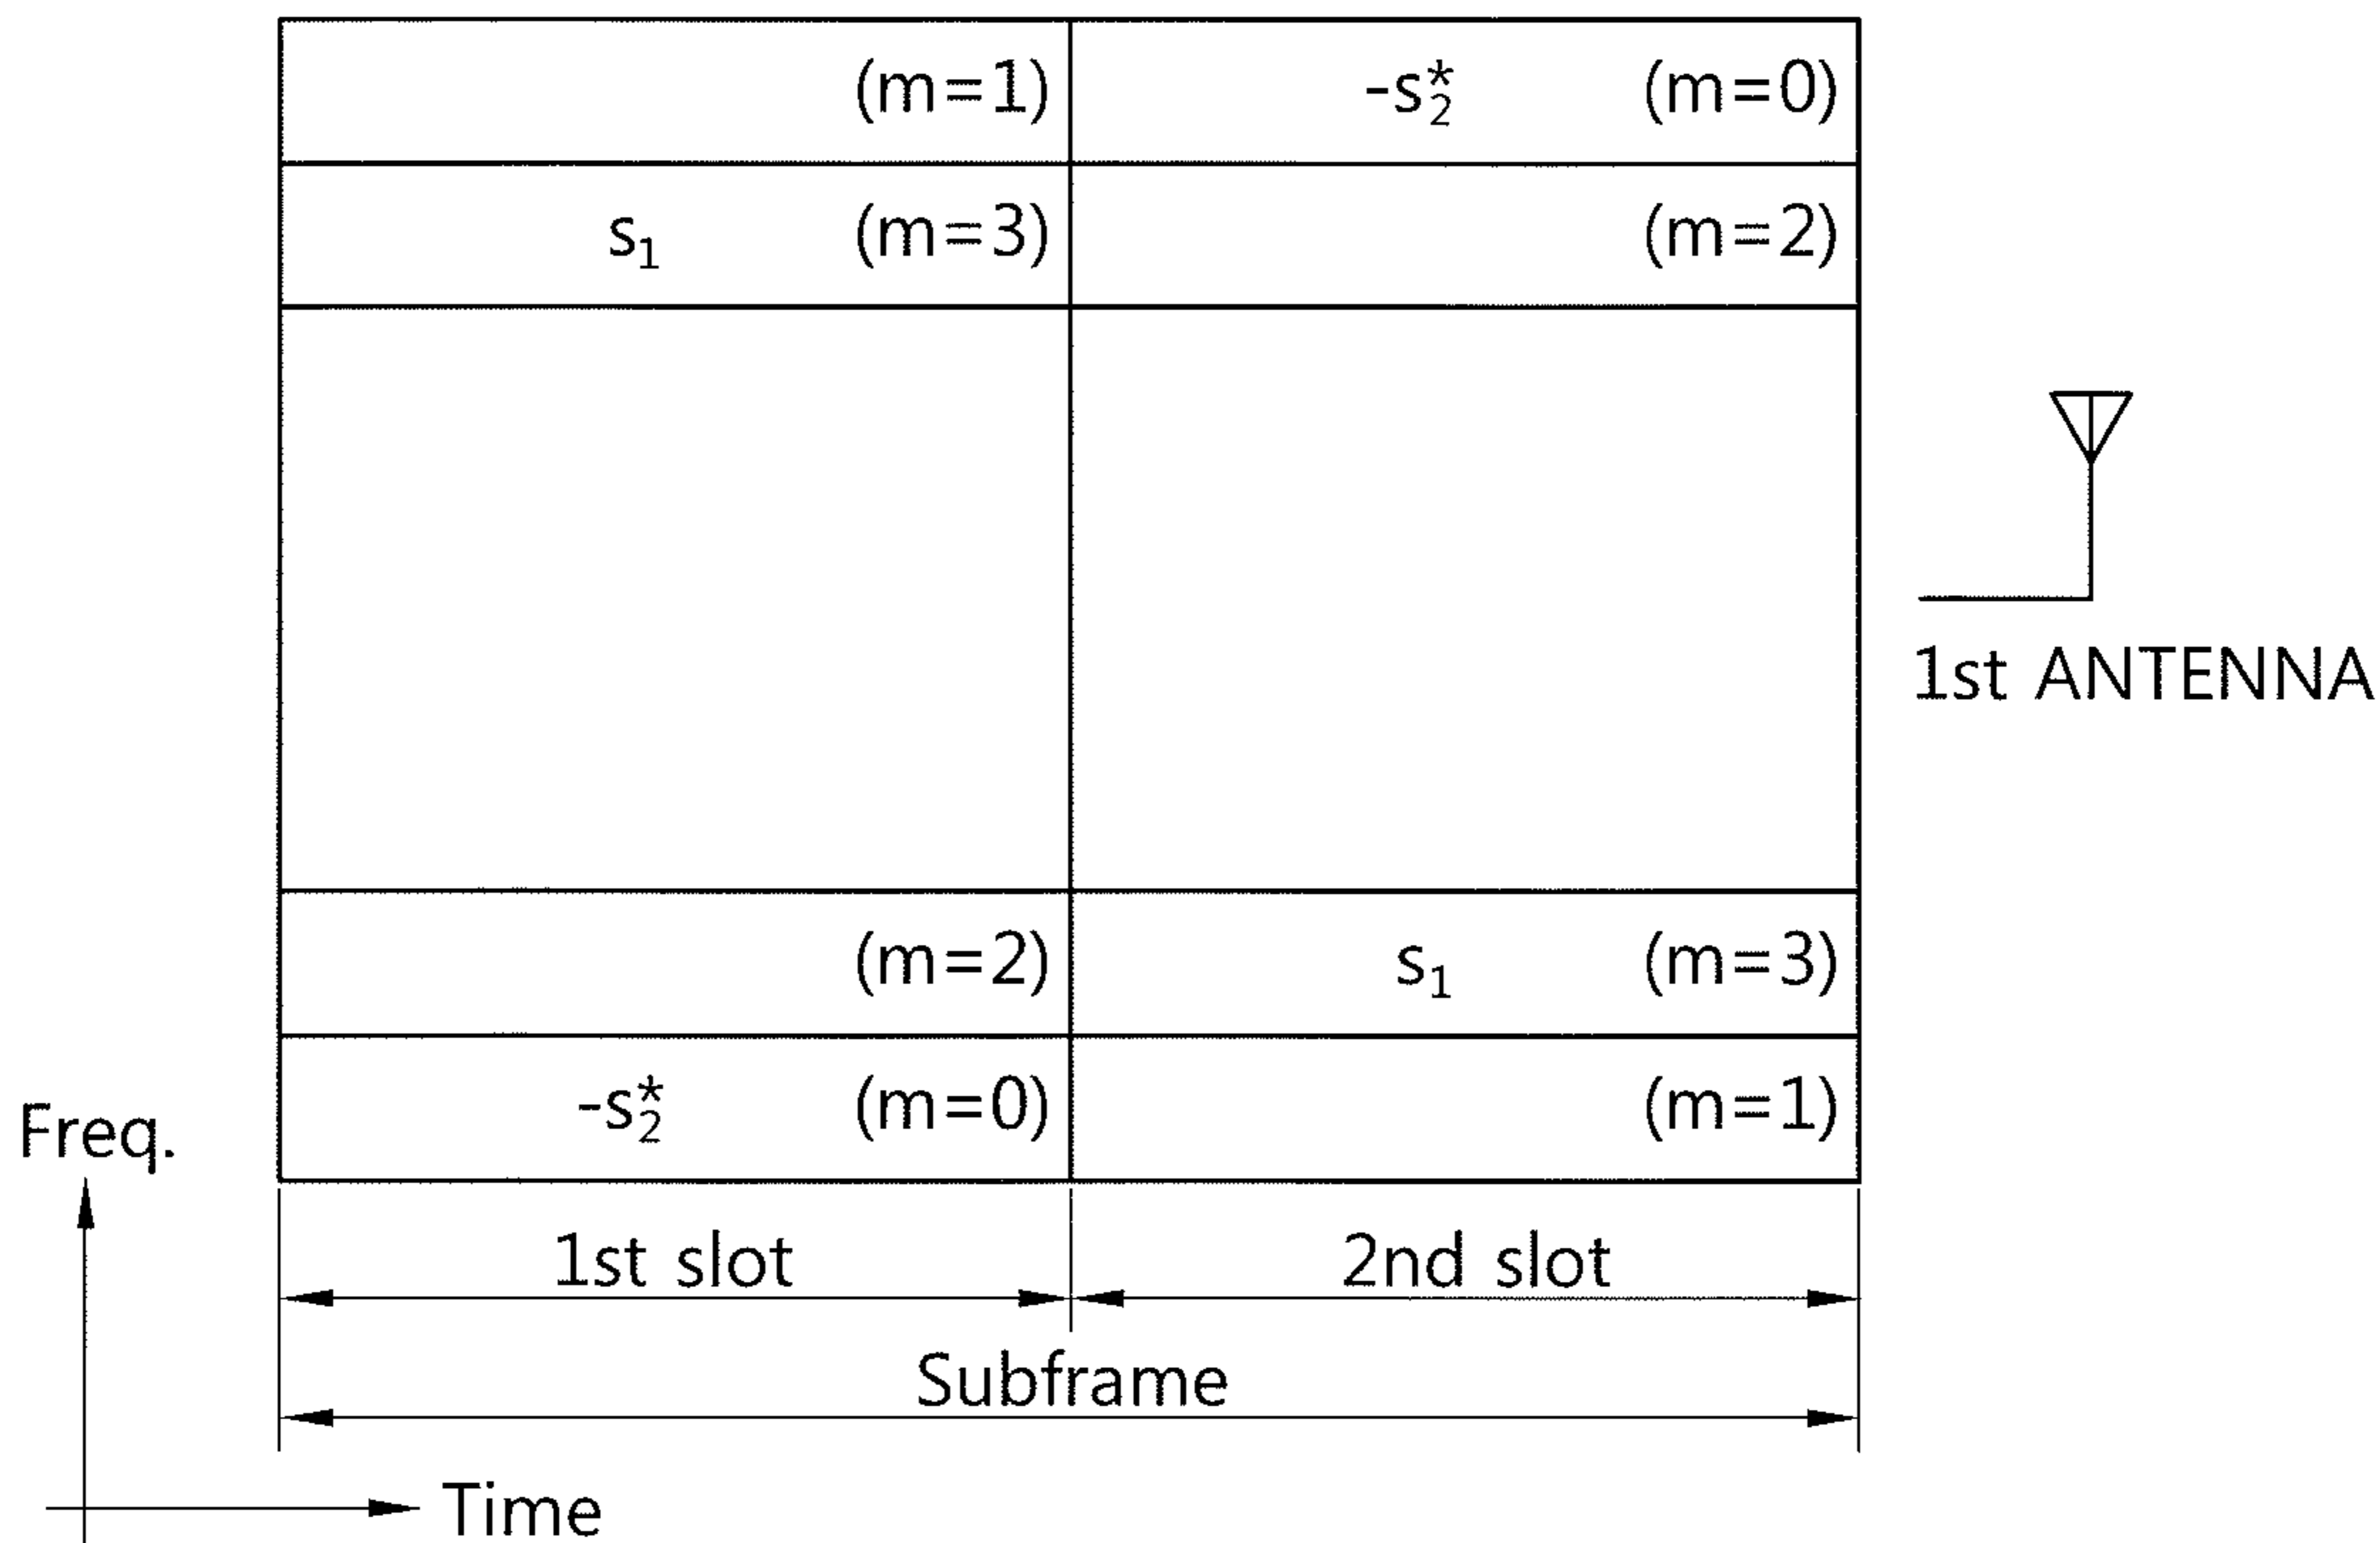 (m=1) -s₂* (m=0)
s₁ (m=3) (m=2)
1st ANTENNA
(m=2) s₁ (m=3)
-s₂* (m=0) (m=1)
Freq.
1st slot 2nd slot
Subframe
Time